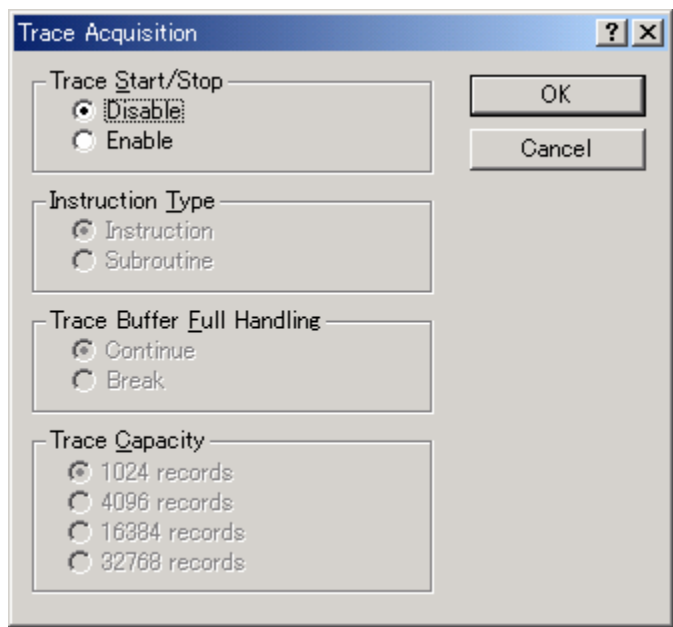 Trace Acquisition
Trace Start/Stop
Disable
Enable
OK
Cancel
Instruction Type
Instruction
Subroutine
Trace Buffer Full Handling
Continue
Break
Trace Capacity
1024 records
4096 records
16384 records
32768 records